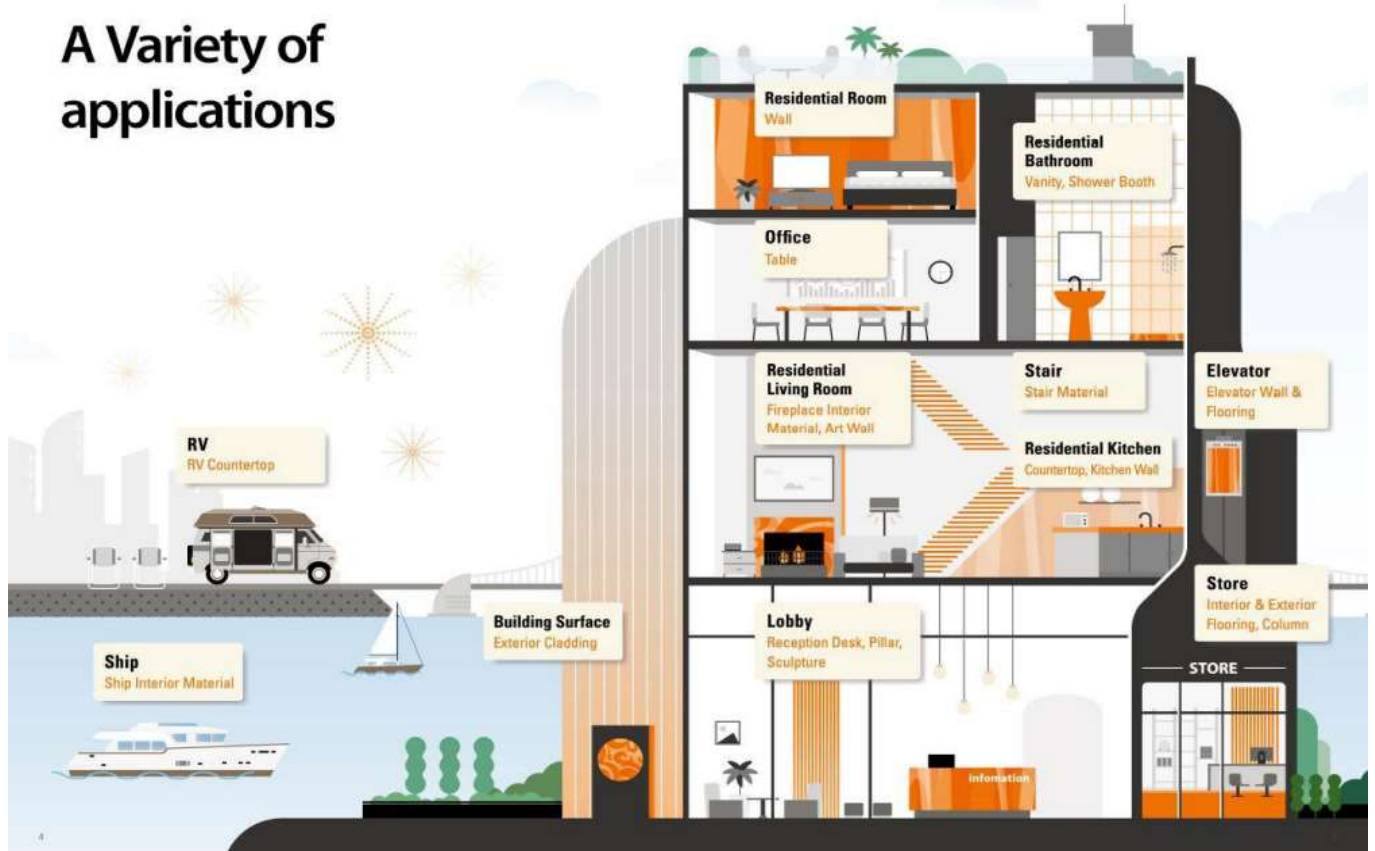 A Variety of
applications
Residential Room
Wall
Residential
Bathroom
Vanity, Shower Booth
Office
Table
Residential
Living Room
Fireplace Interior
Material, Art Wall
Stair
Stair Material
Elevator
Elevator Wall &
Flooring
Residential Kitchen
Countertop, Kitchen Wall
RV
RV Countertop
Building Surface
Exterior Cladding
Lobby
Reception Desk, Pillar,
Sculpture
Store
Interior & Exterior
Flooring, Column
Ship
Ship Interior Material
STORE
Infomation
4